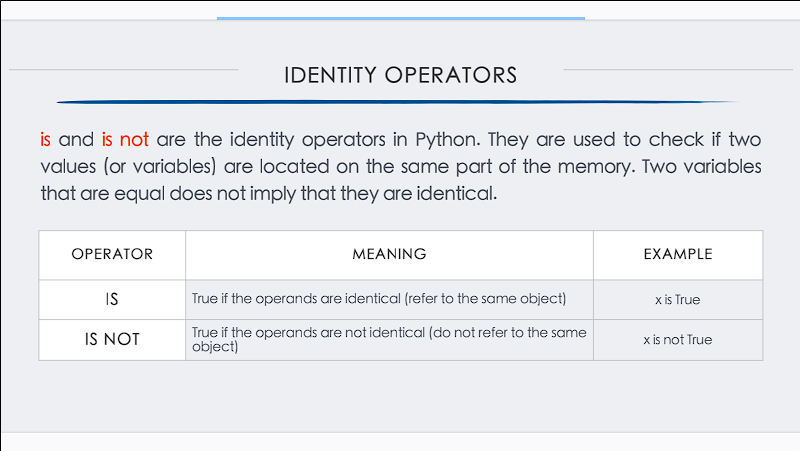 IDENTITY OPERATORS
is and is not are the identity operators in Python. They are used to check if two
values (or variables) are located on the same part of the memory. Two variables
that are equal does not imply that they are identical.
OPERATOR MEANING EXAMPLE
IS True if the operands are identical (refer to the same object) x is True
IS NOT True if the operands are not identical (do not refer to the same
object) x is not True